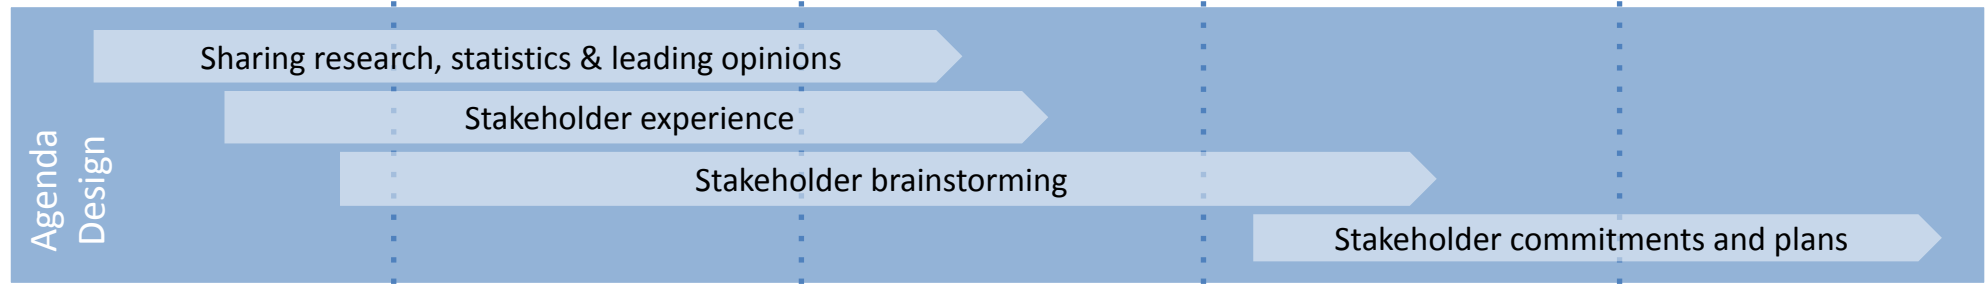 Sharing research, statistics & leading opinions
Stakeholder experience
Stakeholder brainstorming
Stakeholder commitments and plans
Agenda
Design